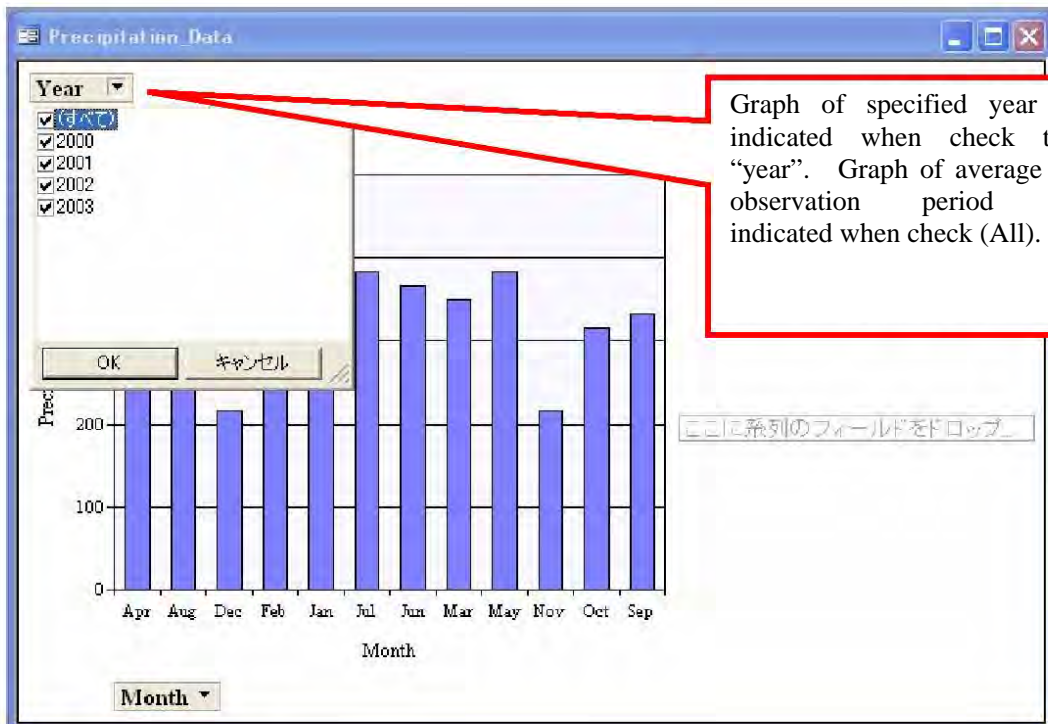 Precipitation_Data
Year
(すべて)
2000
2001
2002
2003
OK
キャンセル
Graph of specified year
indicated when check
“year”. Graph of average
observation period
indicated when check (All).
200
100
0
ここに系列のフィールドをドロップ
Apr Aug Dec Feb Jan Jul Jun Mar May Nov Oct Sep
Month
Month